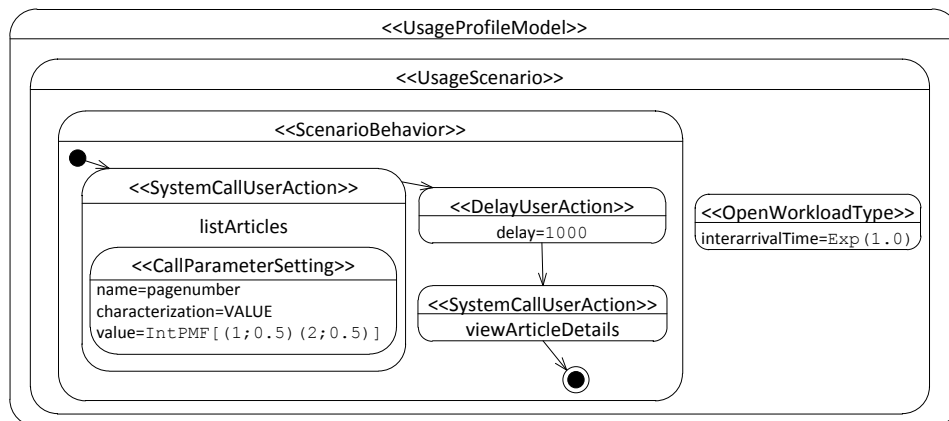 <<UsageProfileModel>>
<<UsageScenario>>
<<ScenarioBehavior>>
<<SystemCallUserAction>>
listArticles
<<CallParameterSetting>>
name=pagenumber
characterization=VALUE
value=IntPMF[(1;0.5)(2;0.5)]
<<DelayUserAction>>
delay=1000
<<SystemCallUserAction>>
viewArticleDetails
<<OpenWorkloadType>>
interarrivalTime=Exp(1.0)